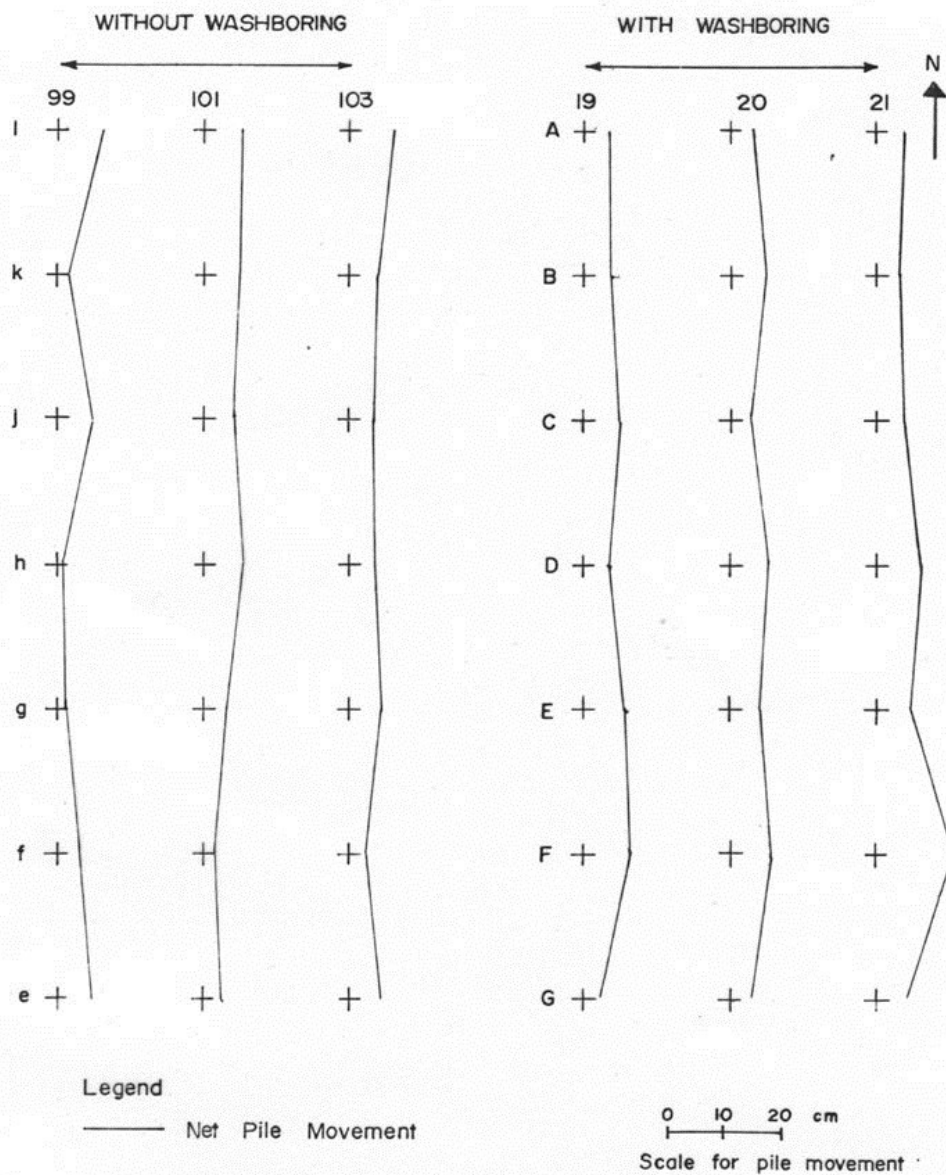 WITHOUT WASHBORING
WITH WASHBORING
N
99 101 103
19 20 21
l
k
j
h
g
f
e
A
B
C
D
E
F
G
Legend
Net Pile Movement
0 10 20 cm
Scale for pile movement